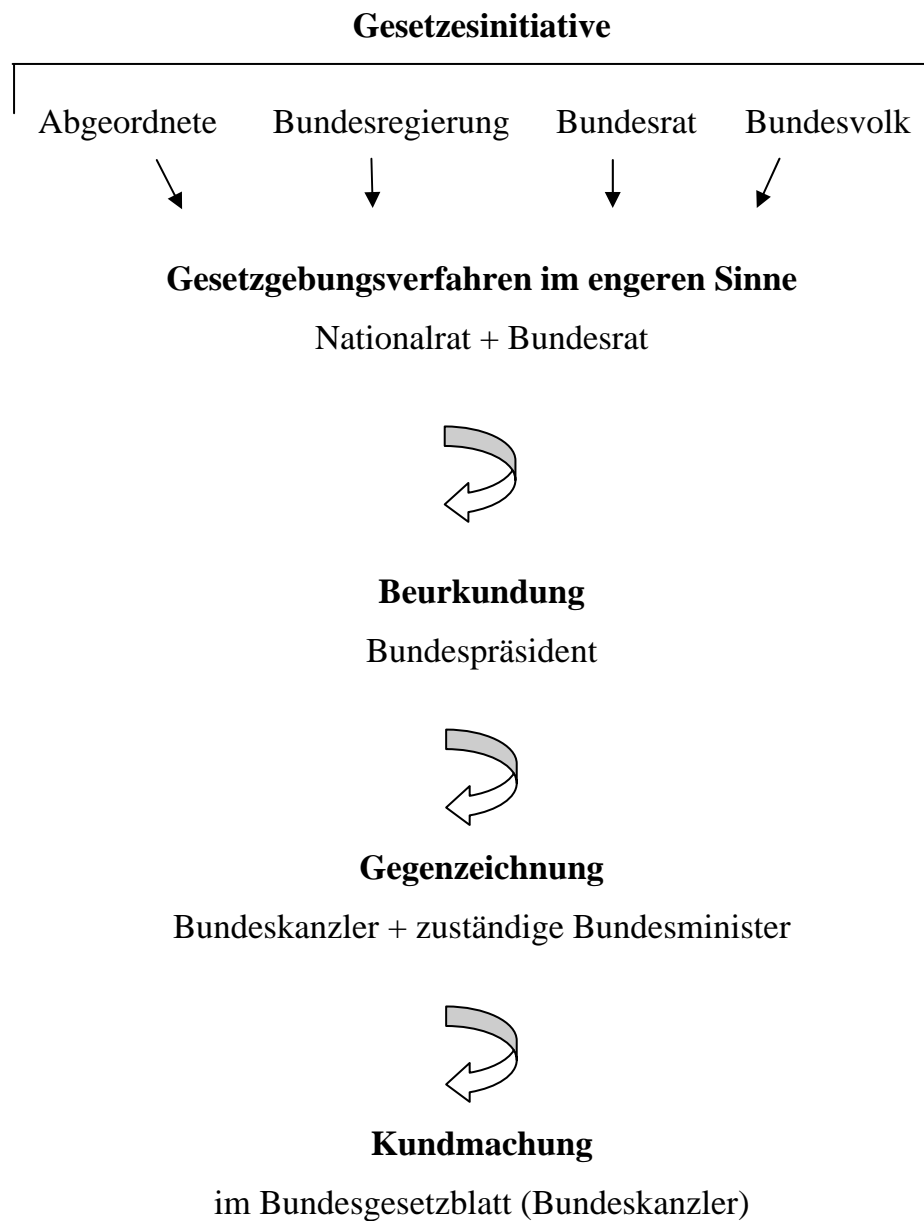 Gesetzesinitiative
Abgeordnete Bundesregierung Bundesrat Bundesvolk
Gesetzgebungsverfahren im engeren Sinne
Nationalrat + Bundesrat
Beurkundung
Bundespräsident
Gegenzeichnung
Bundeskanzler + zuständige Bundesminister
Kundmachung
im Bundesgesetzblatt (Bundeskanzler)